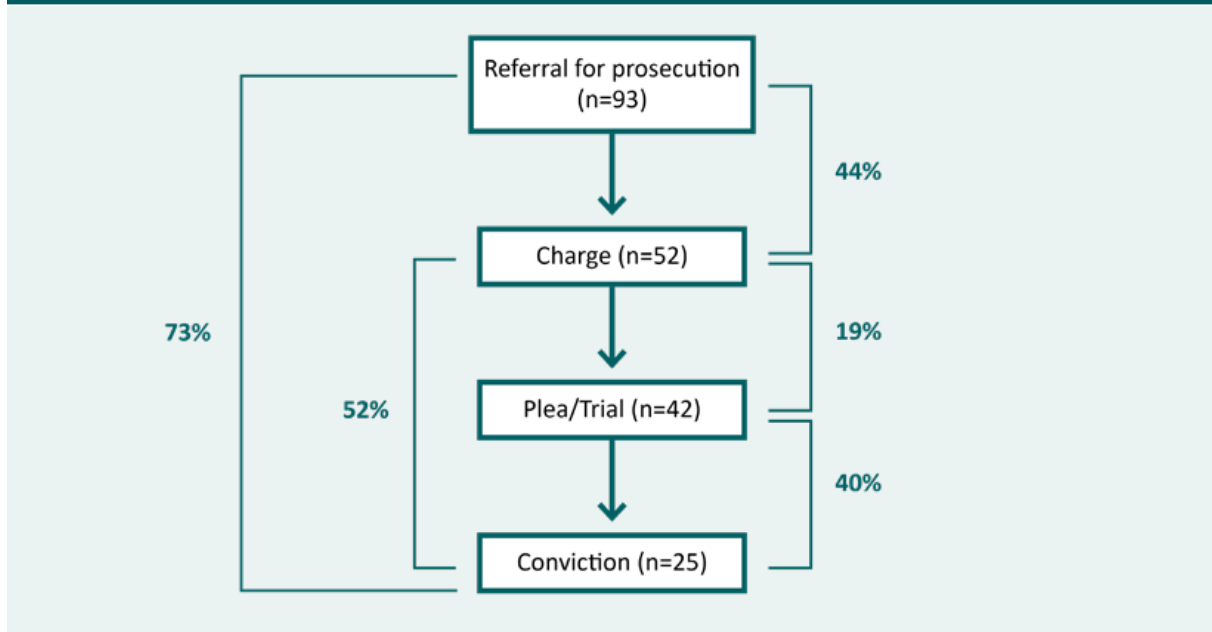 Referral for prosecution
(n=93)
44%
Charge (n=52)
19%
73%
52%
Plea/Trial (n=42)
40%
Conviction (n=25)